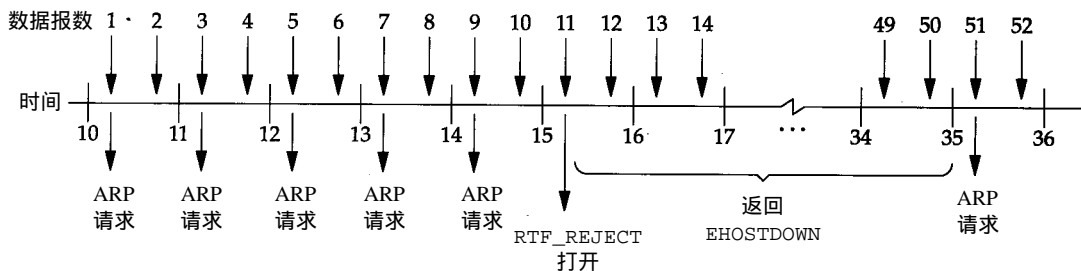 数据报数 1 · 2 3 4 5 6 7 8 9 10 11 12 13 14 49 50 51 52
时间
10 11 12 13 14 15 16 17 ... 34 35 36
ARP 请求
ARP 请求
ARP 请求
ARP 请求
ARP 请求
RTF_REJECT
打开
返回
EHOSTDOWN
ARP 请求